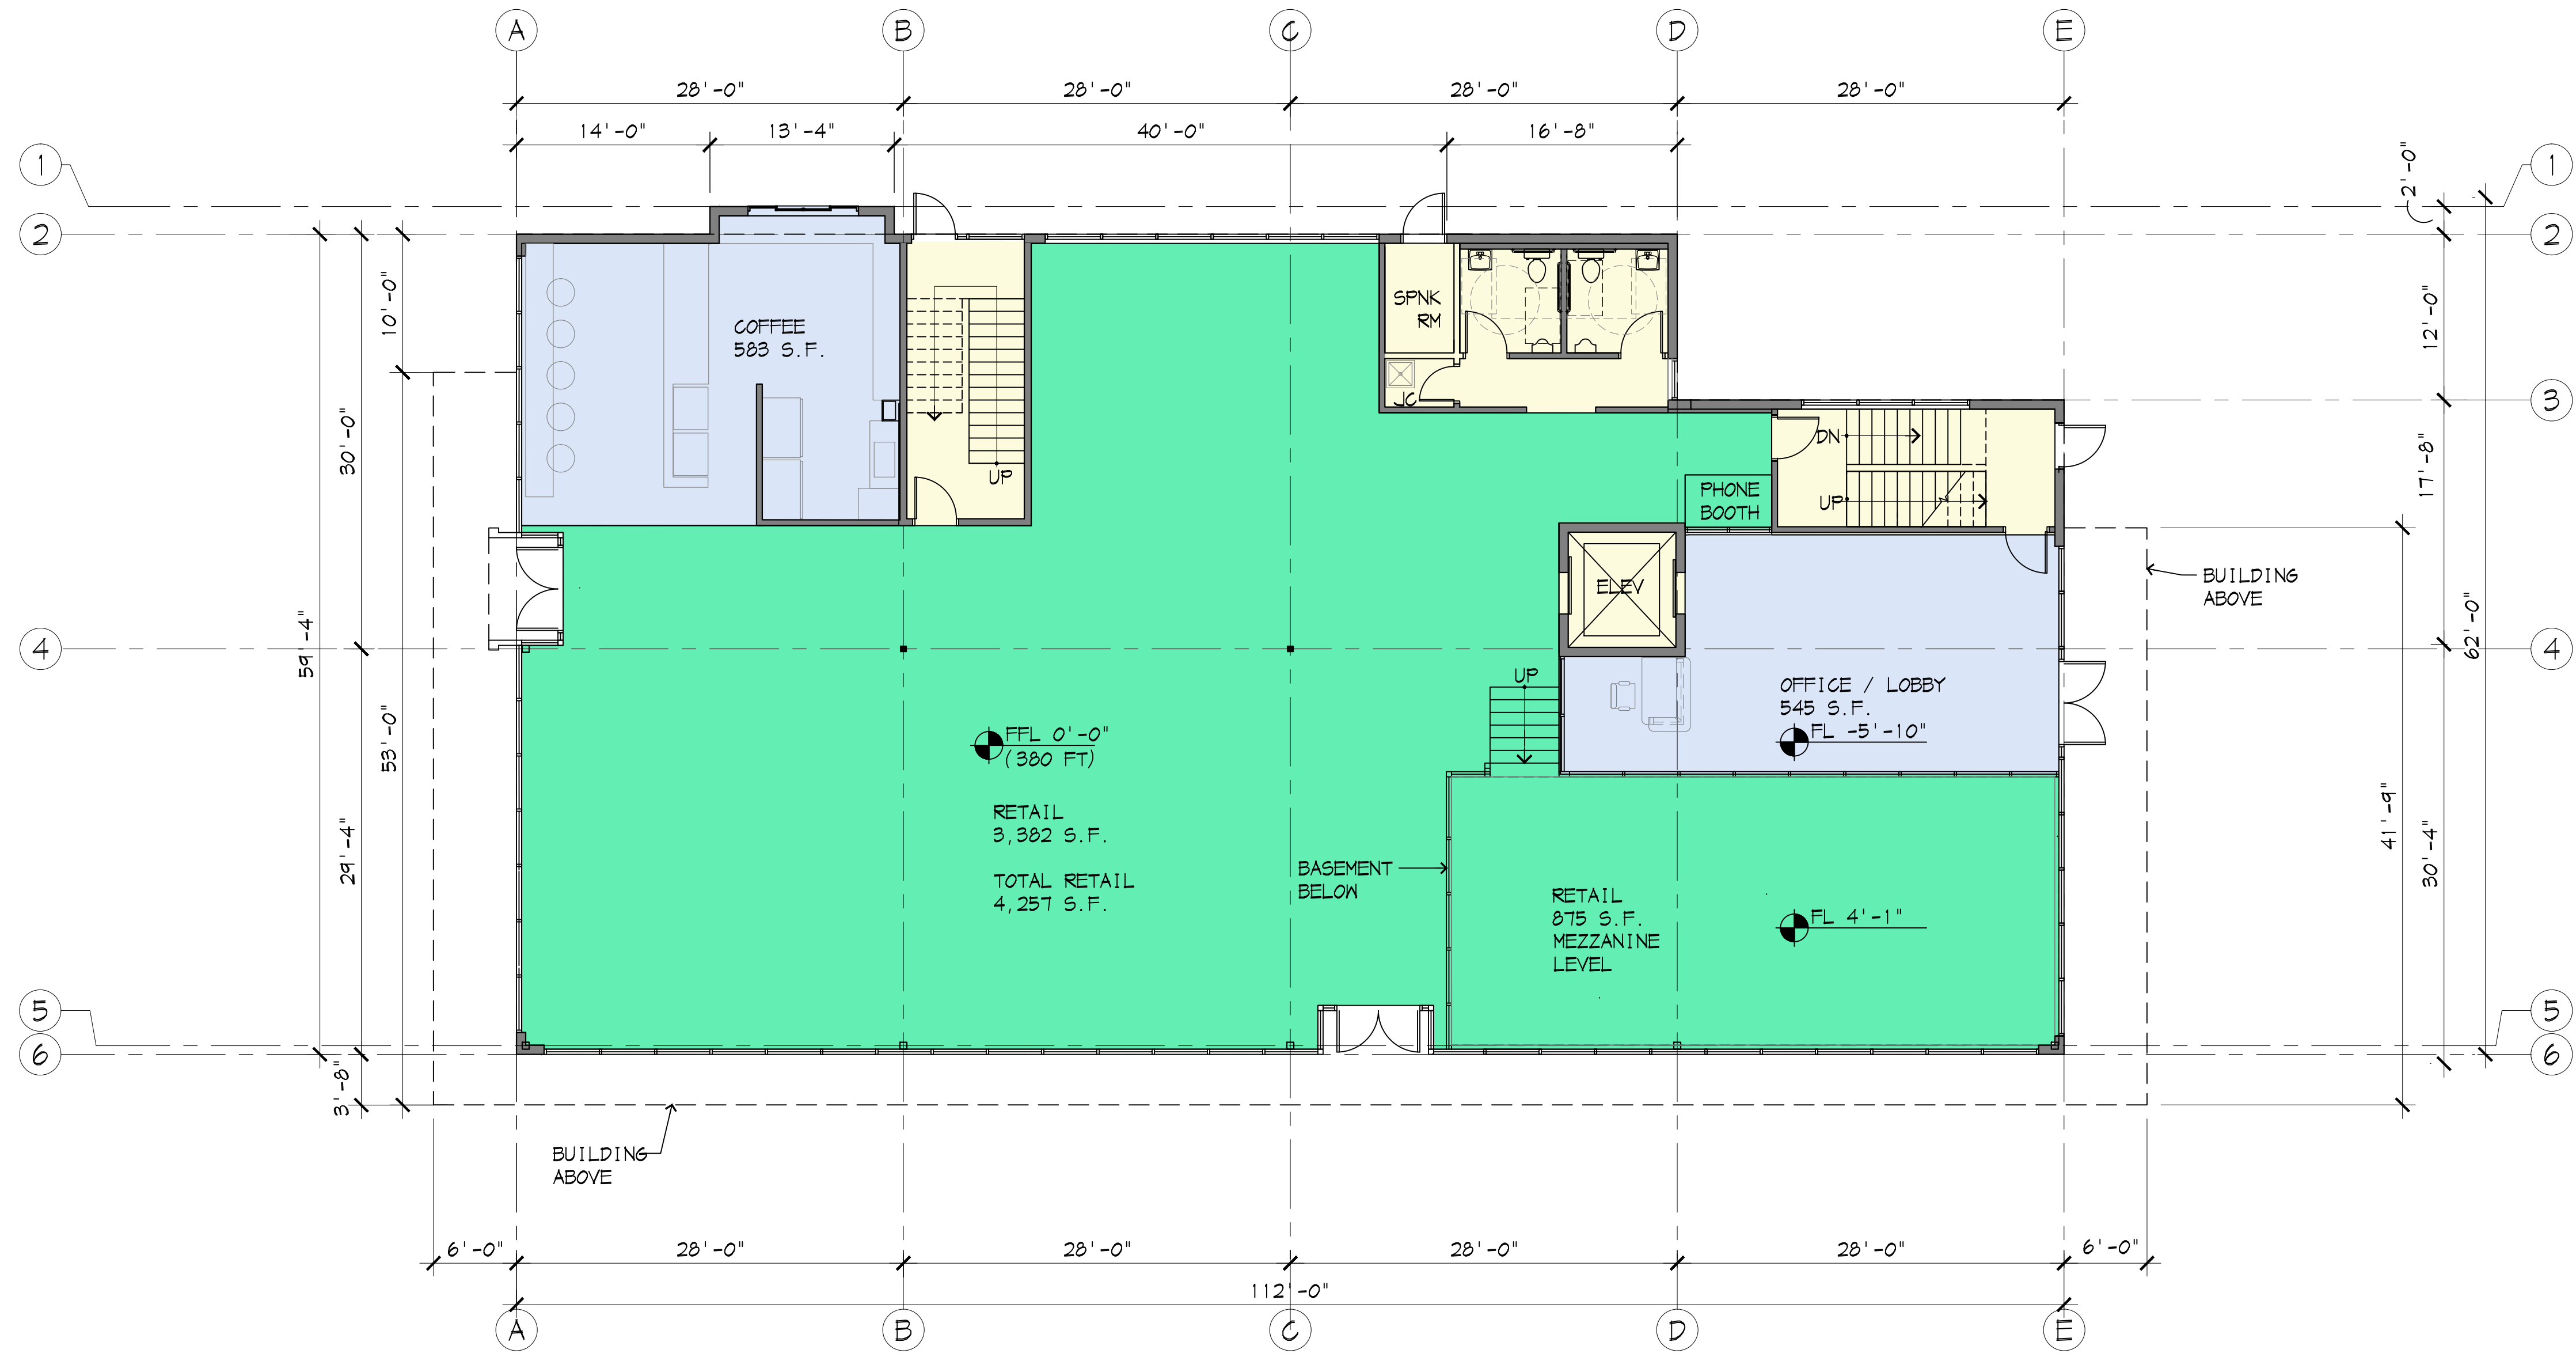 A B C D E
28'-0" 28'-0" 28'-0" 28'-0"
14'-0" 13'-4" 40'-0" 16'-8"
1 1
2'-0"
2 2
10'-0"
12'-0"
SPNK
RM
COFFEE
583 S.F.
3
JC
30'-0"
DN
17'-8"
UP
PHONE
BOOTH
UP
ELEV
BUILDING
ABOVE
59'-4"
62'-0"
4 4
UP
OFFICE / LOBBY
545 S.F.
FL -5'-10"
53'-0"
FFL 0'-0"
(380 FT)
RETAIL
3,382 S.F.
TOTAL RETAIL
4,257 S.F.
29'-4"
41'-9"
30'-4"
BASEMENT
BELOW
RETAIL
875 S.F.
MEZZANINE
LEVEL
FL 4'-1"
5 5
6 6
3'-8"
BUILDING
ABOVE
6'-0" 28'-0" 28'-0" 28'-0" 28'-0" 6'-0"
112'-0"
A B C D E